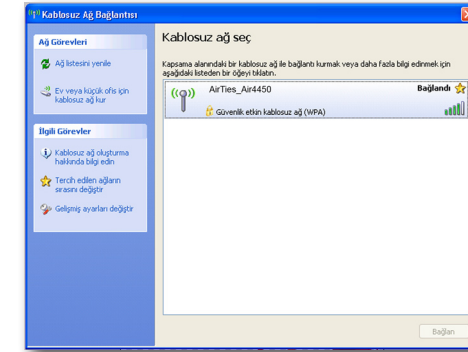 Kablosuz Ağ Bağlantısı
Ağ Görevleri
Ağ listesini yenile
Ev veya küçük ofis için
kablosuz ağ kur
İlgili Görevler
Kablosuz ağ oluşturma
hakkında bilgi edin
Tercih edilen ağların
sırasını değiştir
Gelişmiş ayarları değiştir
Kablosuz ağ seç
Kapsama alanındaki bir kablosuz ağ ile bağlantı kurmak veya daha fazla bilgi edinmek için
aşağıdaki listeden bir öğeyi tıklatın.
AirTies_Air4450 Bağlandı
Güvenlik etkin kablosuz ağ (WPA)
Bağlan